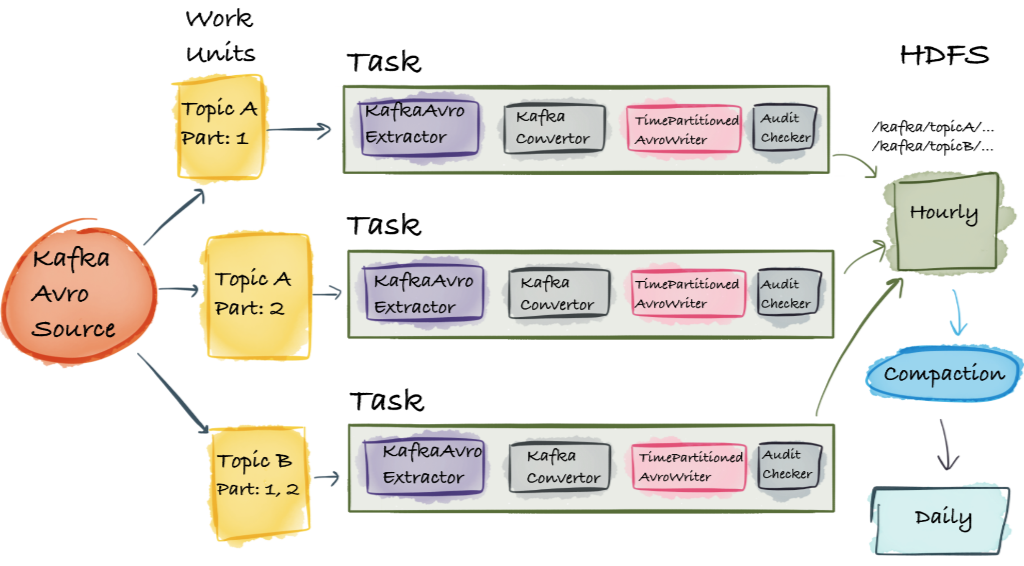 Work
Units
Task
HDFS
Topic A
Part: 1
KafkaAvro
Extractor
Kafka
Convertor
TimePartitioned
AvroWriter
Audit
Checker
/kafka/topicA/...
/kafka/topicB/...
Hourly
Kafka
Avro
Source
Task
Topic A
Part: 2
KafkaAvro
Extractor
Kafka
Convertor
TimePartitioned
AvroWriter
Audit
Checker
Compaction
Task
Topic B
Part: 1, 2
KafkaAvro
Extractor
Kafka
Convertor
TimePartitioned
AvroWriter
Audit
Checker
Daily